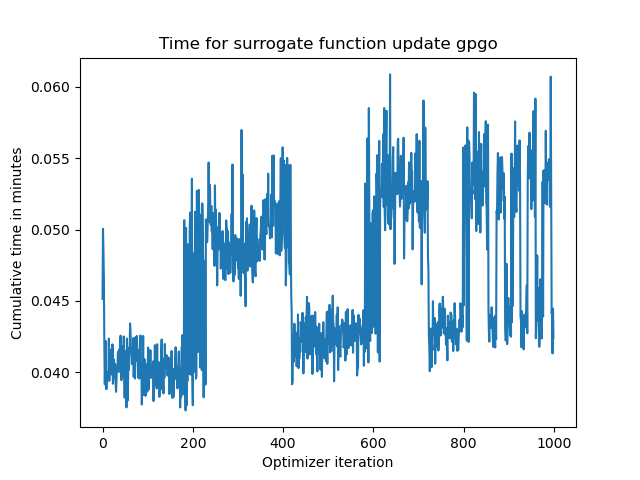 Time for surrogate function update gpgo
Cumulative time in minutes
0.060
0.055
0.050
0.045
0.040
0 200 400 600 800 1000
Optimizer iteration